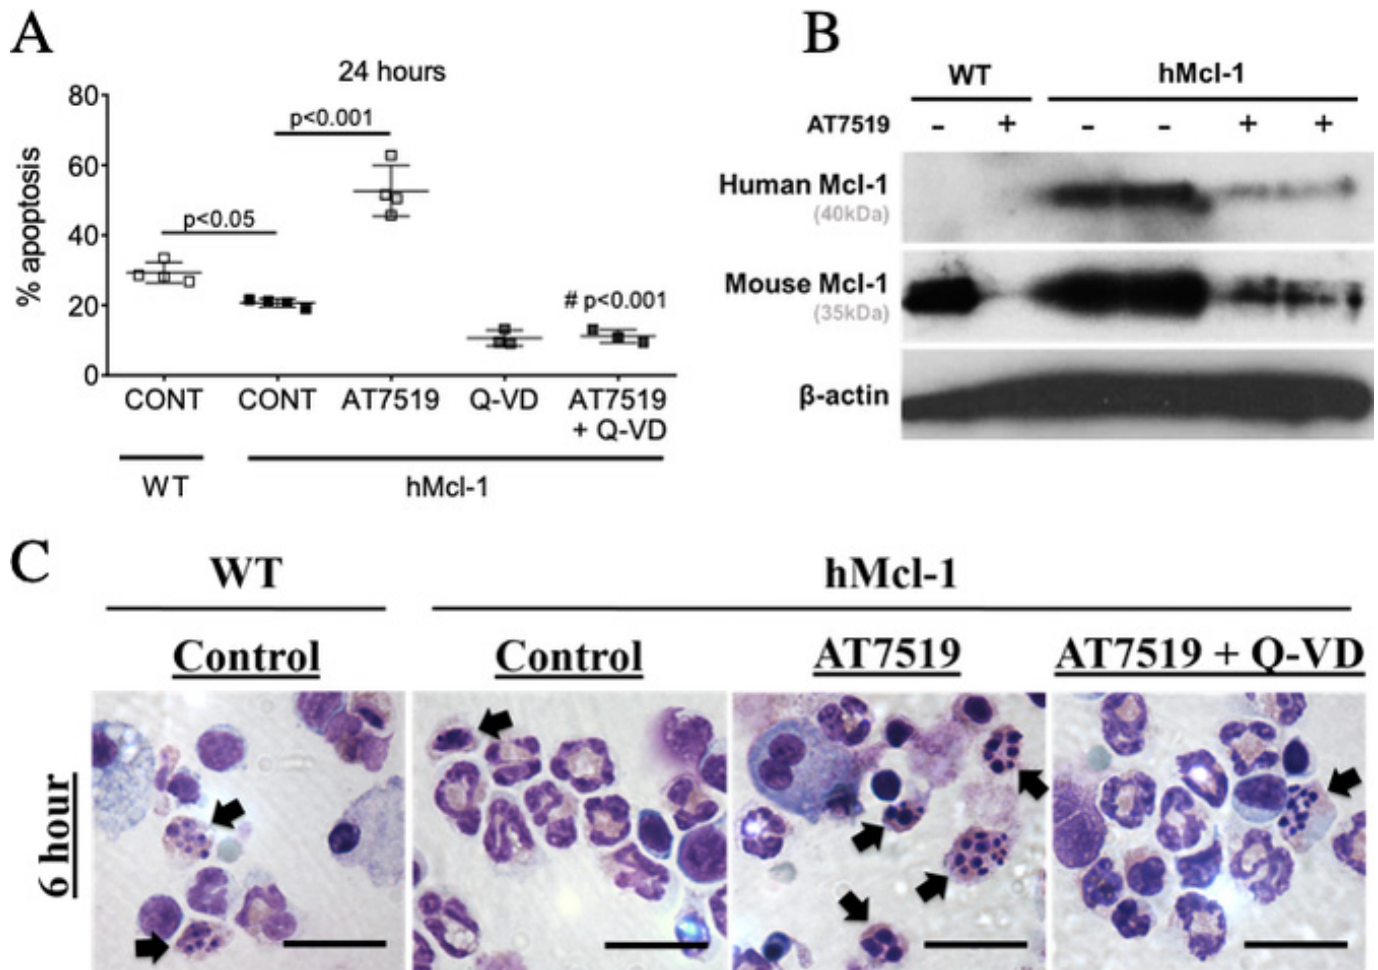 A
24 hours
% apoptosis
80
60
40
20
0
p<0.001
p<0.05
# p<0.001
CONT CONT AT7519 Q-VD AT7519
+ Q-VD
WT hMcl-1
B
WT hMcl-1
AT7519 - + - - + +
Human Mcl-1
(40kDa)
Mouse Mcl-1
(35kDa)
β-actin
C
WT hMcl-1
Control Control AT7519 AT7519 + Q-VD
6 hour